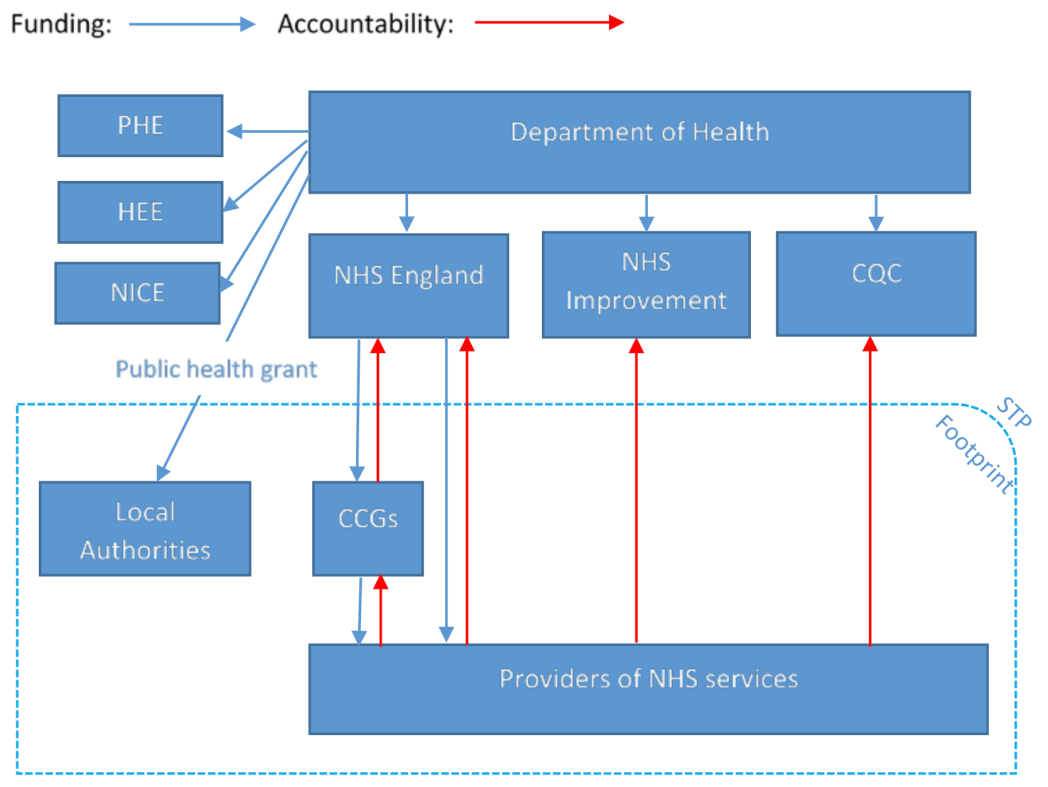 Funding: Accountability:
PHE
Department of Health
HEE
NICE
NHS England
NHS
Improvement
CQC
Public health grant
STP
Footprint
Local
Authorities
CCGs
Providers of NHS services